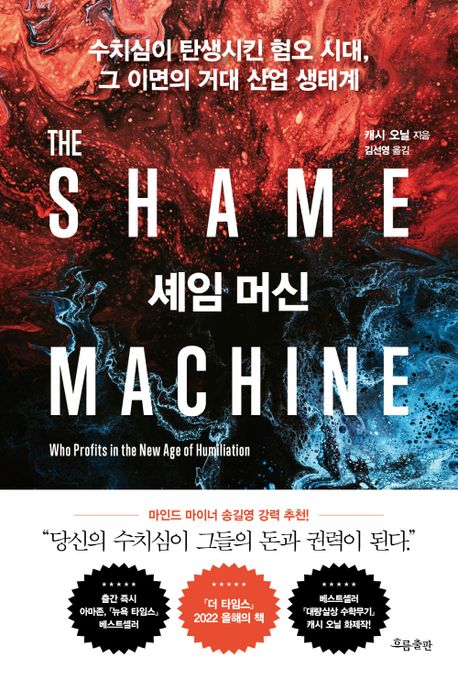 수치심이 탄생시킨 혐오 시대,
그 이면의 거대 산업 생태계
캐시 오닐 지음
김선영 옮김
THE
SHAME
셰임 머신
MACHINE
Who Profits in the New Age of Humiliation
마인드 마이너 송길영 강력 추천!
“당신의 수치심이 그들의 돈과 권력이 된다.”
★★★★★
출간 즉시
아마존, 『뉴욕 타임스』
베스트셀러
★★★★★
『더 타임스』
2022 올해의 책
★★★★★
베스트셀러
『대량살상 수학무기』
캐시 오닐 화제작!
흐름출판